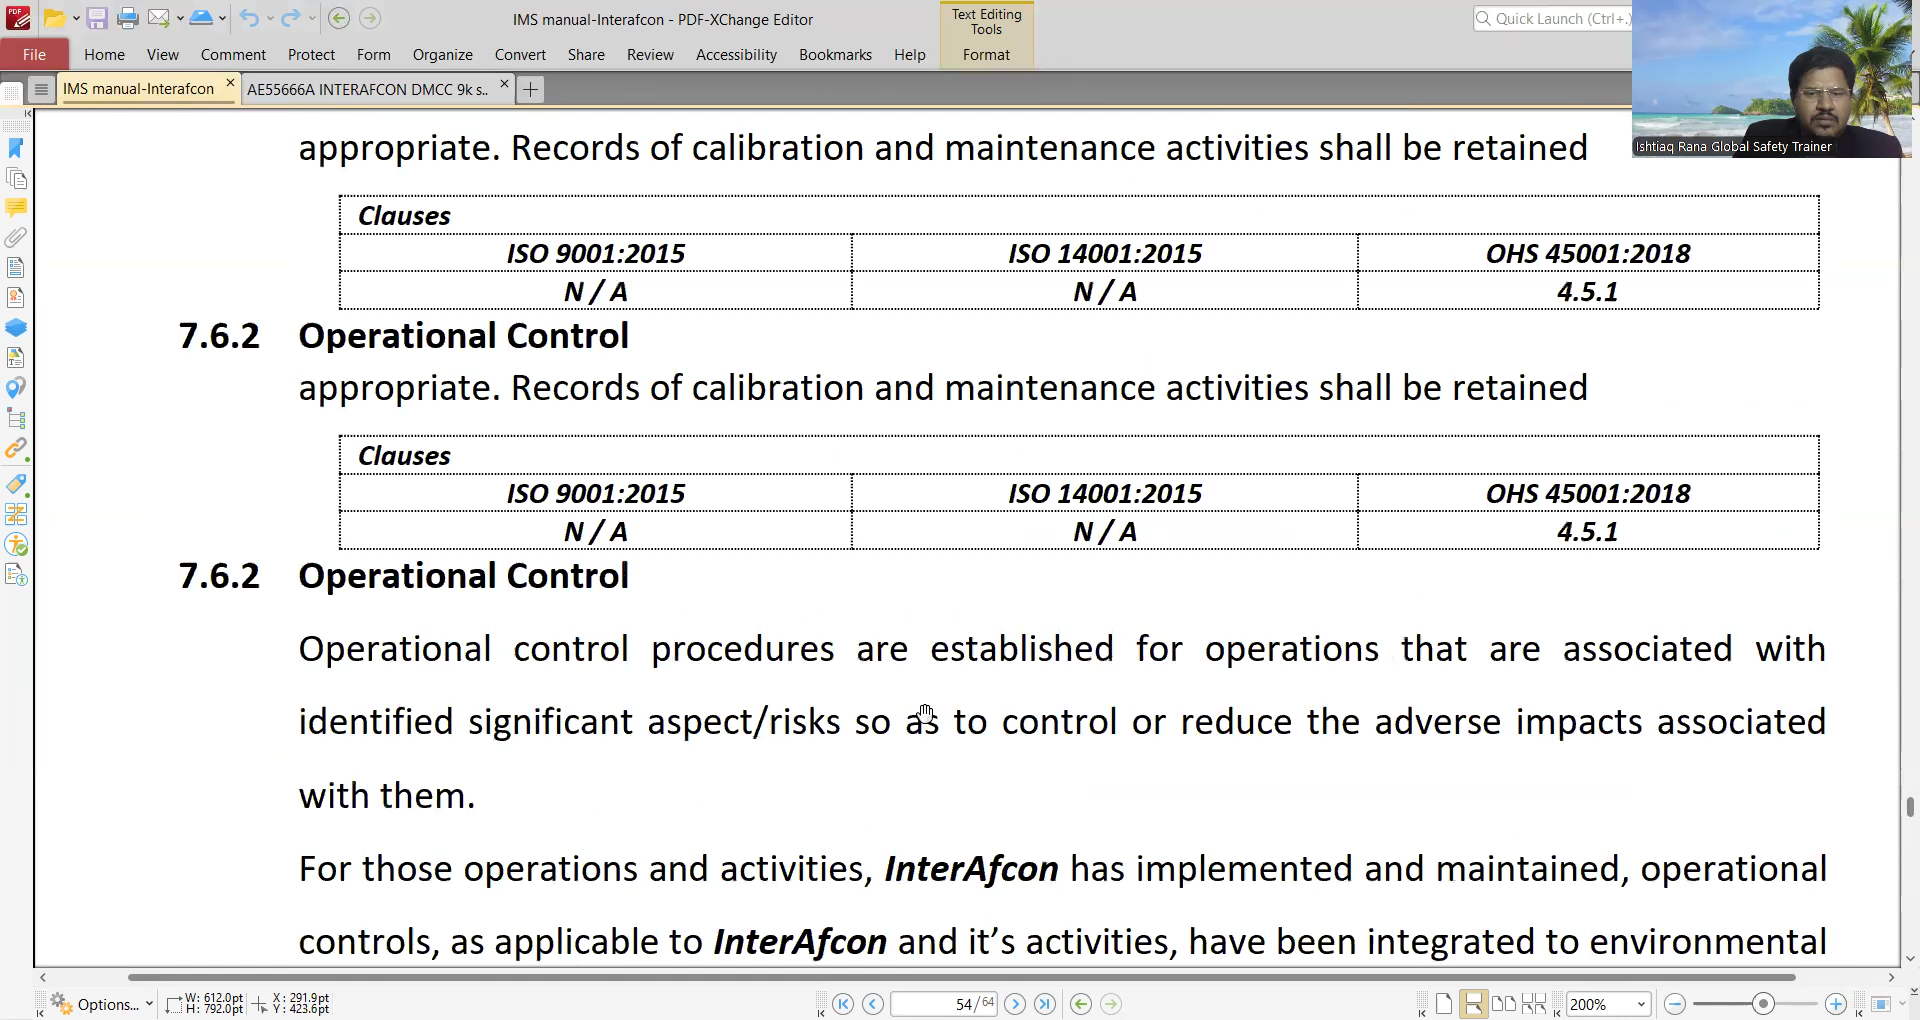 IMS manual-Interafcon - PDF-XChange Editor
Text Editing Tools
Quick Launch (Ctrl+.)
File Home View Comment Protect Form Organize Convert Share Review Accessibility Bookmarks Help Format
IMS manual-Interafcon
AE55666A INTERAFCON DMCC 9k s..
Ishtiaq Rana Global Safety Trainer
appropriate. Records of calibration and maintenance activities shall be retained
Clauses
ISO 9001:2015 ISO 14001:2015 OHS 45001:2018
N / A N / A 4.5.1
7.6.2 Operational Control
appropriate. Records of calibration and maintenance activities shall be retained
Clauses
ISO 9001:2015 ISO 14001:2015 OHS 45001:2018
N / A N / A 4.5.1
7.6.2 Operational Control
Operational control procedures are established for operations that are associated with
identified significant aspect/risks so as to control or reduce the adverse impacts associated
with them.
For those operations and activities, InterAfcon has implemented and maintained, operational
controls, as applicable to InterAfcon and it’s activities, have been integrated to environmental
Options...
W: 612.0pt
H: 792.0pt
X: 291.9pt
Y: 423.6pt
54 / 64
200%